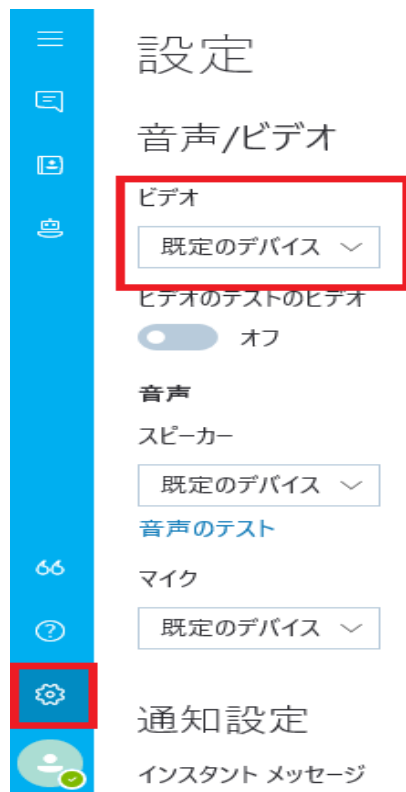 設定
音声/ビデオ
ビデオ
既定のデバイス
ビデオのテストのビデオ
オフ
音声
スピーカー
既定のデバイス
音声のテスト
マイク
既定のデバイス
通知設定
インスタント メッセージ